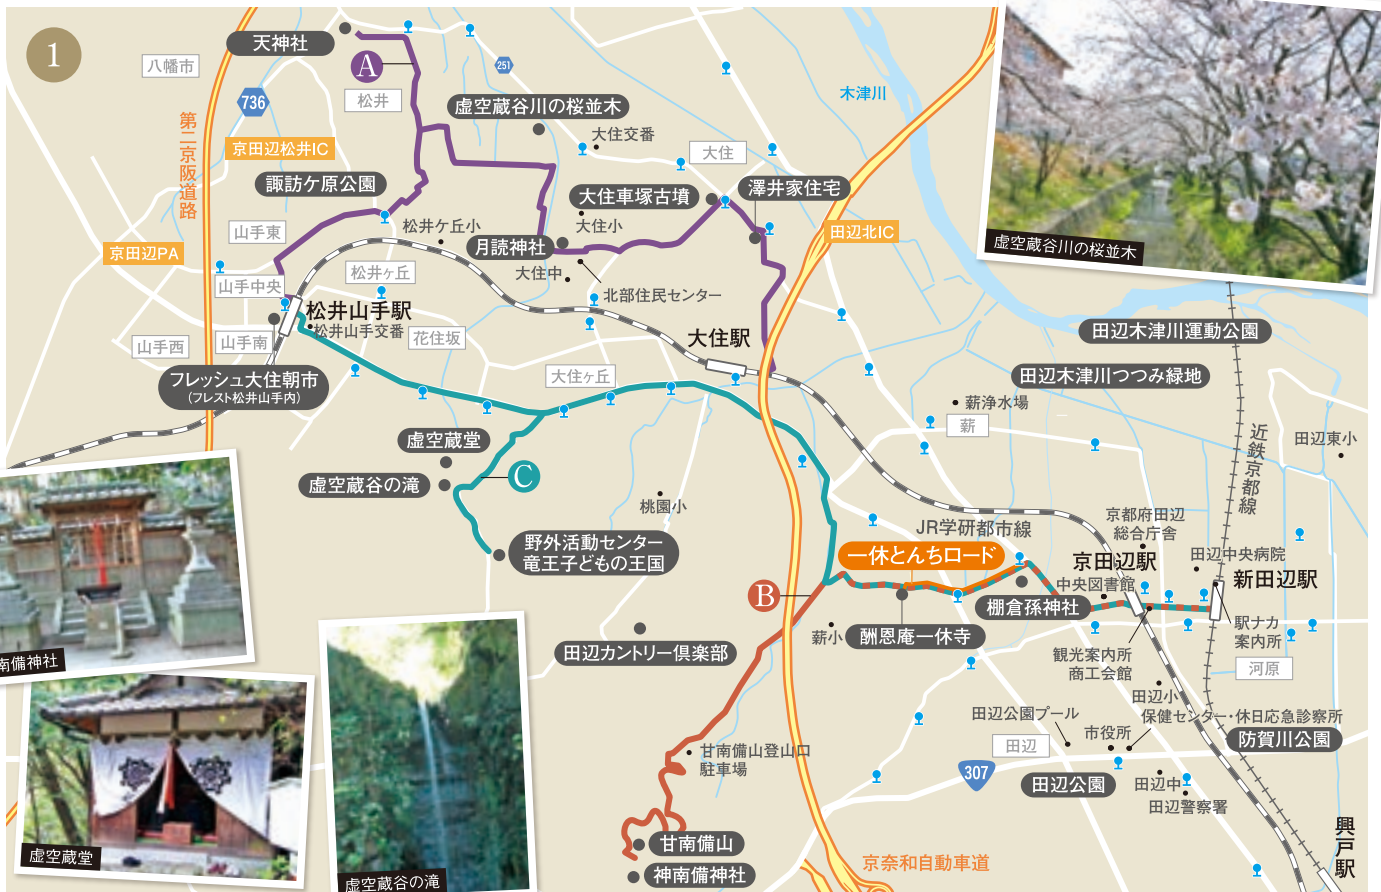 1
天神社
八幡市
A
251
736
松井
虚空蔵谷川の桜並木
木津川
第二京阪道路
京田辺松井IC
大住交番
大住
諏訪ケ原公園
大住車塚古墳
澤井家住宅
大住小
山手東
松井ケ丘小
月読神社
田辺北IC
京田辺PA
虚空蔵谷川の桜並木
松井ヶ丘
大住中
北部住民センター
山手中央
松井山手駅
松井山手交番
花住坂
大住駅
田辺木津川運動公園
山手西
山手南
フレッシュ大住朝市
(フレスト松井山手内)
大住ヶ丘
田辺木津川つつみ緑地
薪浄水場
薪
近鉄京都線
田辺東小
虚空蔵堂
虚空蔵谷の滝
C
桃園小
京都府田辺
総合庁舎
JR学研都市線
野外活動センター
竜王子どもの王国
一休とんちロード
京田辺駅
田辺中央病院
新田辺駅
中央図書館
B
棚倉孫神社
薪小
酬恩庵一休寺
駅ナカ
案内所
田辺カントリー倶楽部
観光案内所
商工会館
河原
南備神社
田辺小
田辺公園プール
保健センター・休日応急診察所
市役所
防賀川公園
田辺
甘南備山登山口
駐車場
307
田辺公園
田辺中
田辺警察署
甘南備山
神南備神社
京奈和自動車道
興戸駅
虚空蔵堂
虚空蔵谷の滝